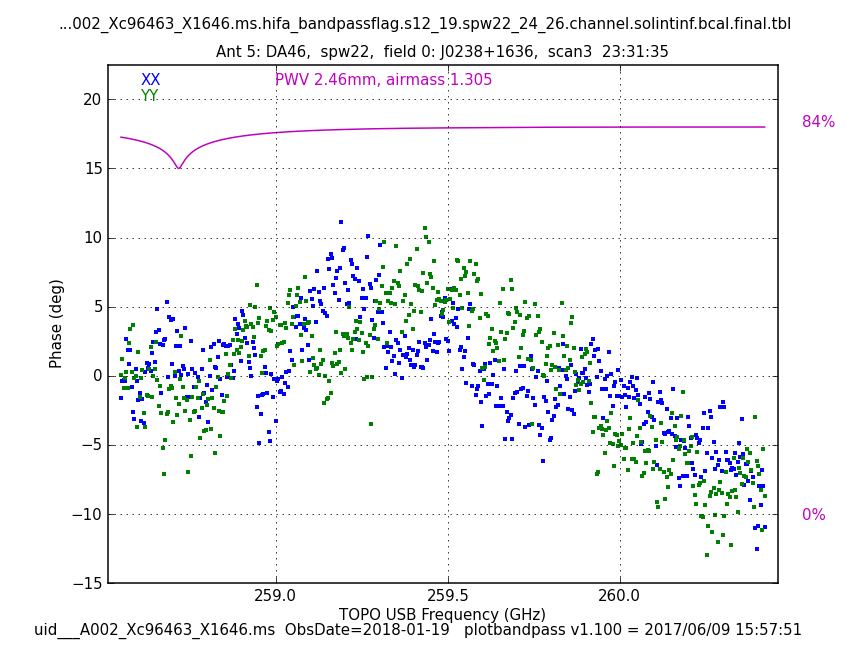 ...002_Xc96463_X1646.ms.hifa_bandpassflag.s12_19.spw22_24_26.channel.solintinf.bcal.final.tbl
Ant 5: DA46, spw22, field 0: J0238+1636, scan3 23:31:35
XX
PWV 2.46mm, airmass 1.305
YY
20
84%
15
10
5
0
−5
−10
0%
−15
Phase (deg)
259.0 259.5 260.0
TOPO USB Frequency (GHz)
uid___A002_Xc96463_X1646.ms ObsDate=2018-01-19 plotbandpass v1.100 = 2017/06/09 15:57:51